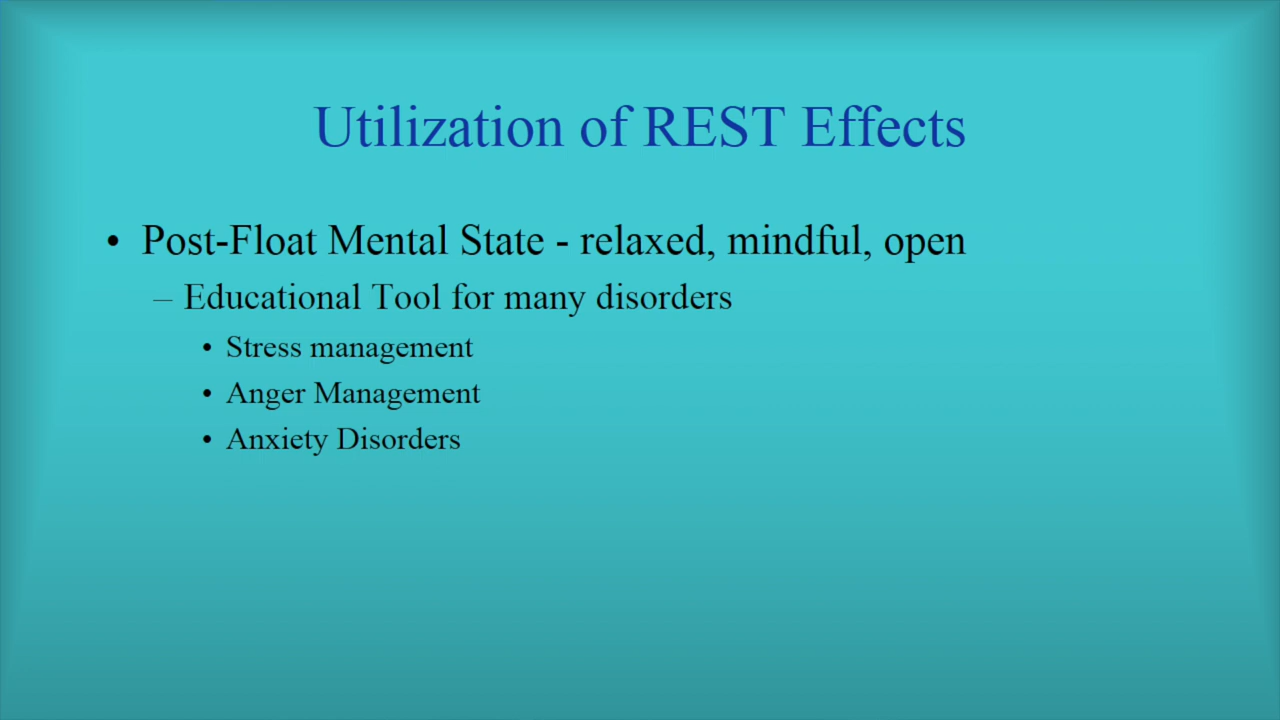 Utilization of REST Effects
• Post-Float Mental State - relaxed, mindful, open
– Educational Tool for many disorders
• Stress management
• Anger Management
• Anxiety Disorders